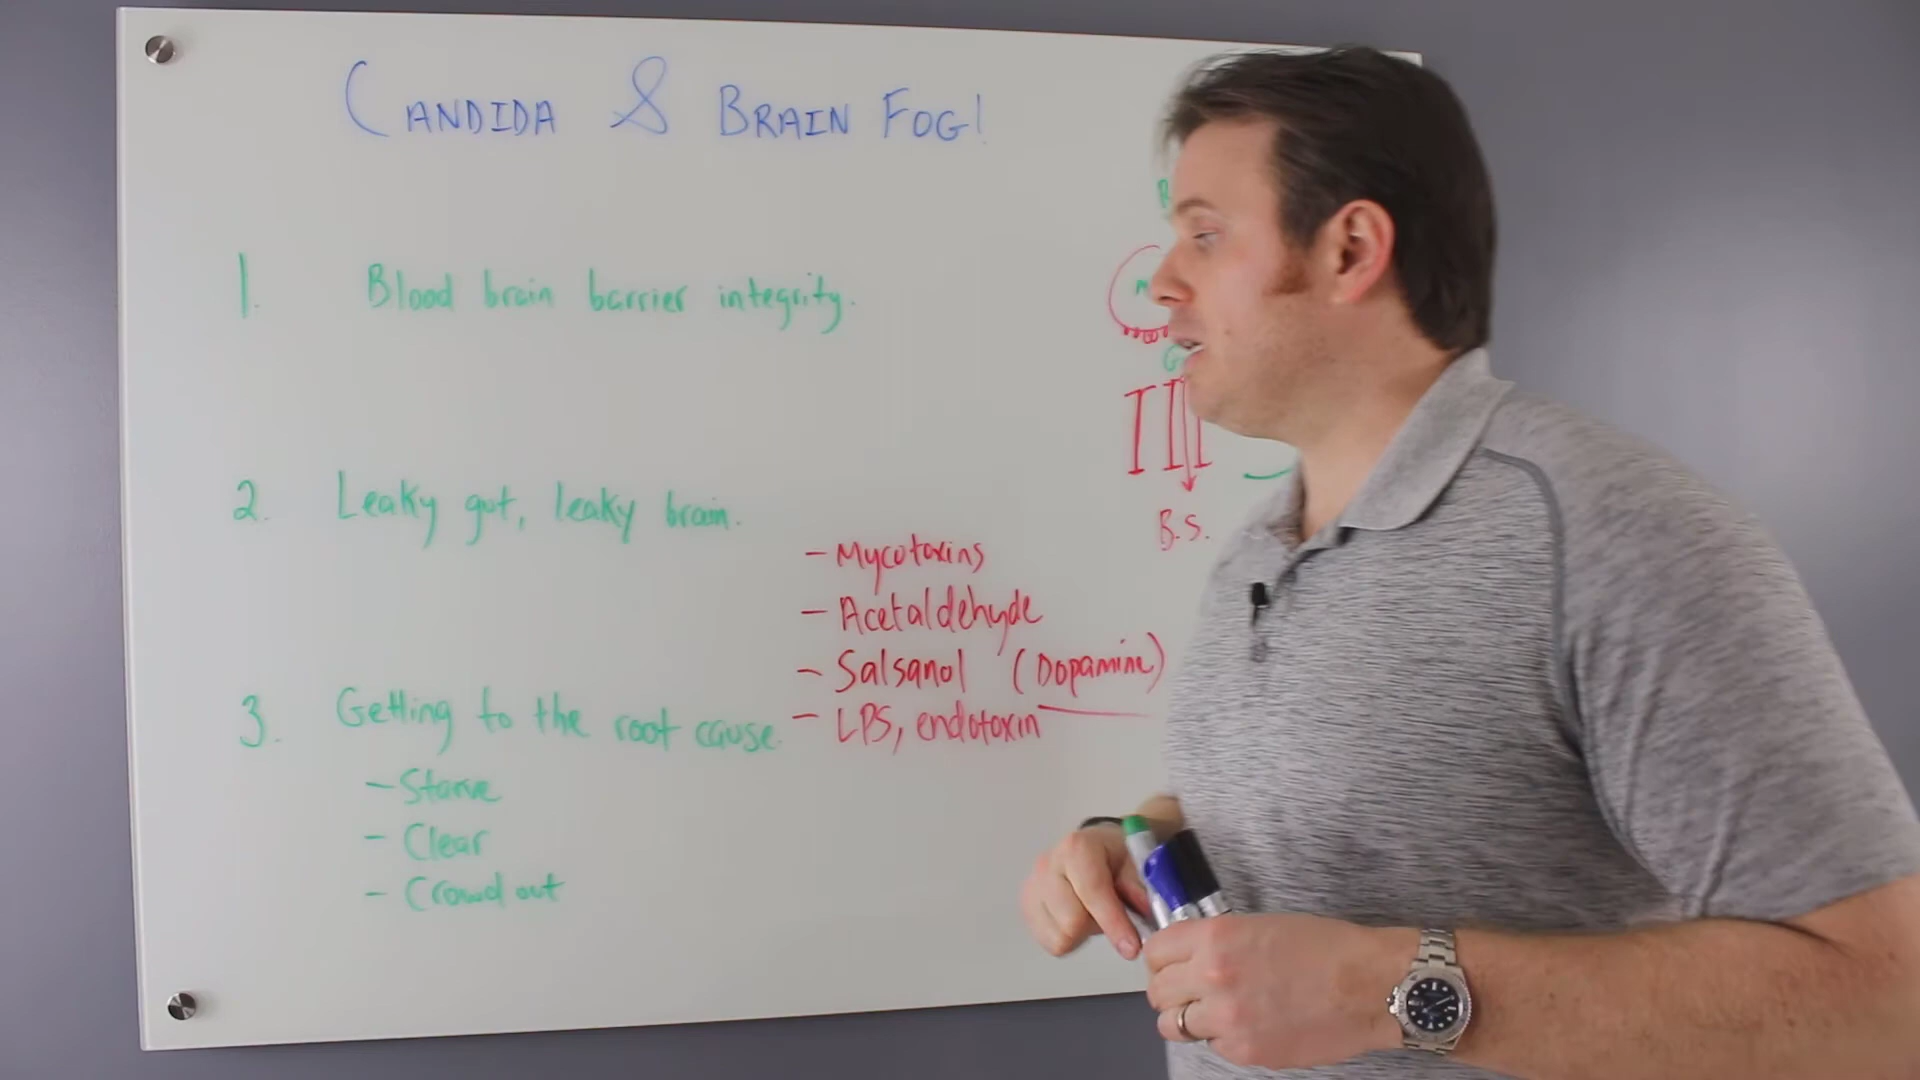 CANDIDA & BRAIN FOG!
1. Blood brain barrier integrity.
2. Leaky gut, leaky brain.
- Mycotoxins
- Acetaldehyde
- Salsanol (Dopamine)
- LPS, endotoxin
3. Getting to the root cause.
- Starve
- Clear
- Crowd out
B.S.